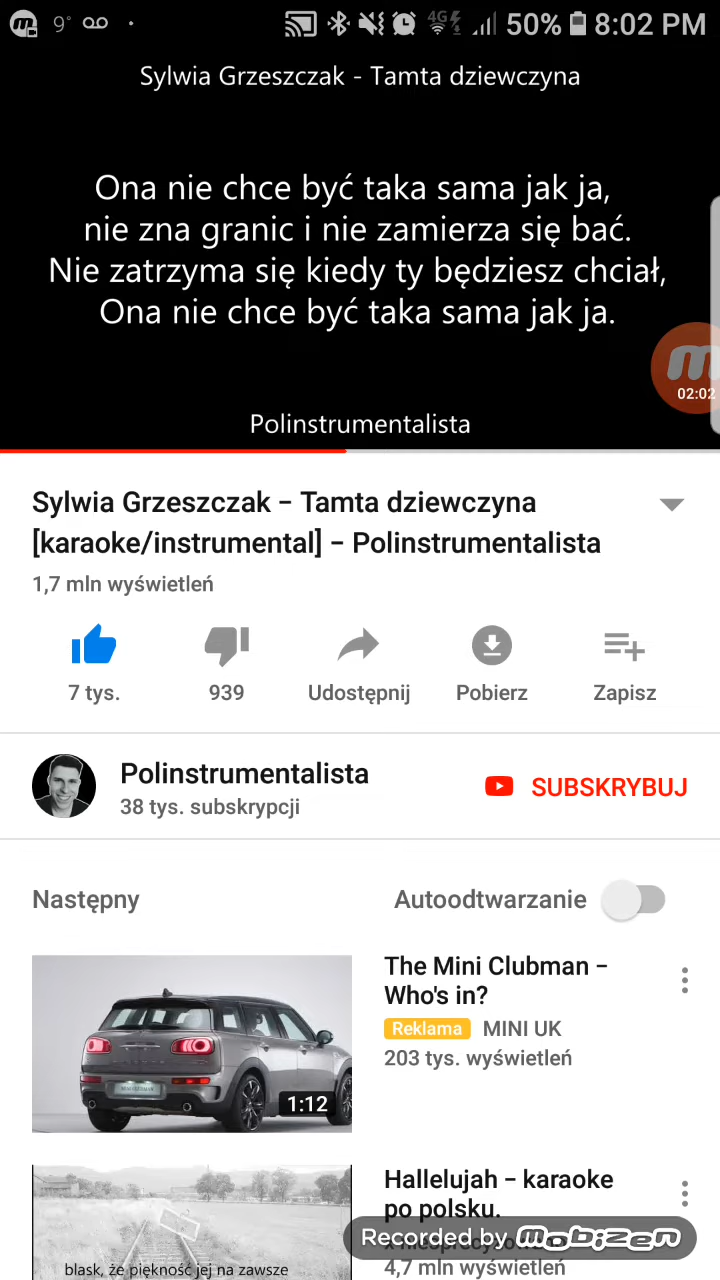 9° 4G 50% 8:02 PM
Sylwia Grzeszczak - Tamta dziewczyna
Ona nie chce być taka sama jak ja,
nie zna granic i nie zamierza się bać.
Nie zatrzyma się kiedy ty będziesz chciał,
Ona nie chce być taka sama jak ja.
02:02
Polinstrumentalista
Sylwia Grzeszczak – Tamta dziewczyna
[karaoke/instrumental] – Polinstrumentalista
1,7 mln wyświetleń
7 tys. 939 Udostępnij Pobierz Zapisz
Polinstrumentalista
38 tys. subskrypcji
SUBSKRYBUJ
Następny Autoodtwarzanie
The Mini Clubman –
Who's in?
Reklama MINI UK
203 tys. wyświetleń
1:12
Hallelujah – karaoke
po polsku.
Recorded by mobizen
4,7 mln wyświetleń
blask, że piękność jej na zawsze